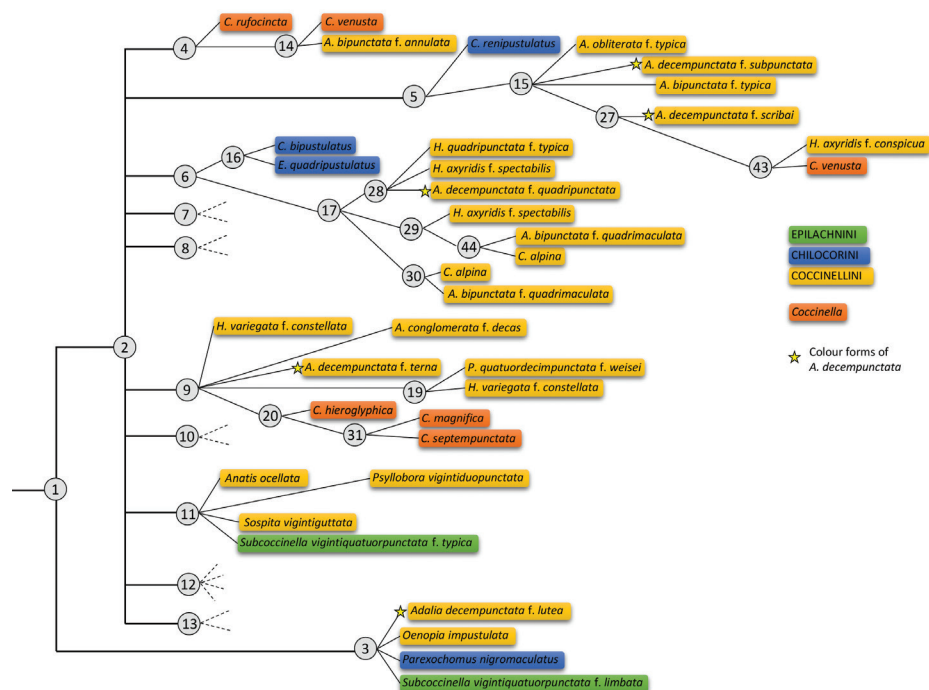 4
C. rufocincta
14
C. venusta
A. bipunctata f. annulata
5
C. renipustulatus
15
A. obliterata f. typica
A. decempunctata f. subpunctata
A. bipunctata f. typica
27
A. decempunctata f. scribai
43
H. axyridis f. conspicua
C. venusta
6
16
C. bipustulatus
E. quadripustulatus
17
28
H. quadripunctata f. typica
H. axyridis f. spectabilis
A. decempunctata f. quadripunctata
29
H. axyridis f. spectabilis
44
A. bipunctata f. quadrimaculata
C. alpina
30
C. alpina
A. bipunctata f. quadrimaculata
7
8
EPILACHNINI
CHILOCORINI
COCCINELLINI
Coccinella
Colour forms of
A. decempunctata
1
2
9
H. variegata f. constellata
A. conglomerata f. decas
A. decempunctata f. terna
19
P. quatuordecimpunctata f. weisei
H. variegata f. constellata
20
C. hieroglyphica
31
C. magnifica
C. septempunctata
10
11
Anatis ocellata
Psyllobora vigintiduopunctata
Sospita vigintiguttata
Subcoccinella vigintiquatuorpunctata f. typica
12
13
3
Adalia decempunctata f. lutea
Oenopia impustulata
Parexochomus nigromaculatus
Subcoccinella vigintiquatuorpunctata f. limbata